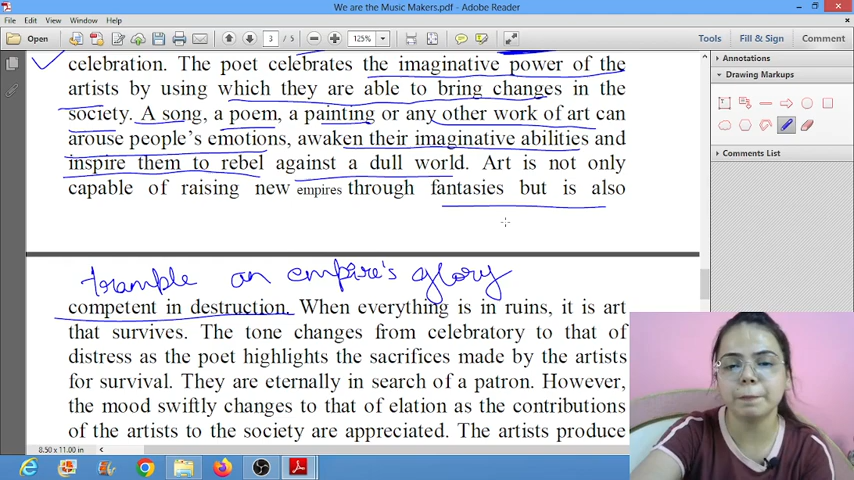 We are the Music Makers.pdf - Adobe Reader
File Edit View Window Help
Open 3 / 5 125% Tools Fill & Sign Comment
celebration. The poet celebrates the imaginative power of the
artists by using which they are able to bring changes in the
society. A song, a poem, a painting or any other work of art can
arouse people's emotions, awaken their imaginative abilities and
inspire them to rebel against a dull world. Art is not only
capable of raising new empires through fantasies but is also
tramble an empire's glory
competent in destruction. When everything is in ruins, it is art
that survives. The tone changes from celebratory to that of
distress as the poet highlights the sacrifices made by the artists
for survival. They are eternally in search of a patron. However,
the mood swiftly changes to that of elation as the contributions
of the artists to the society are appreciated. The artists produce
8.50 x 11.00 in
Annotations
Drawing Markups
Comments List